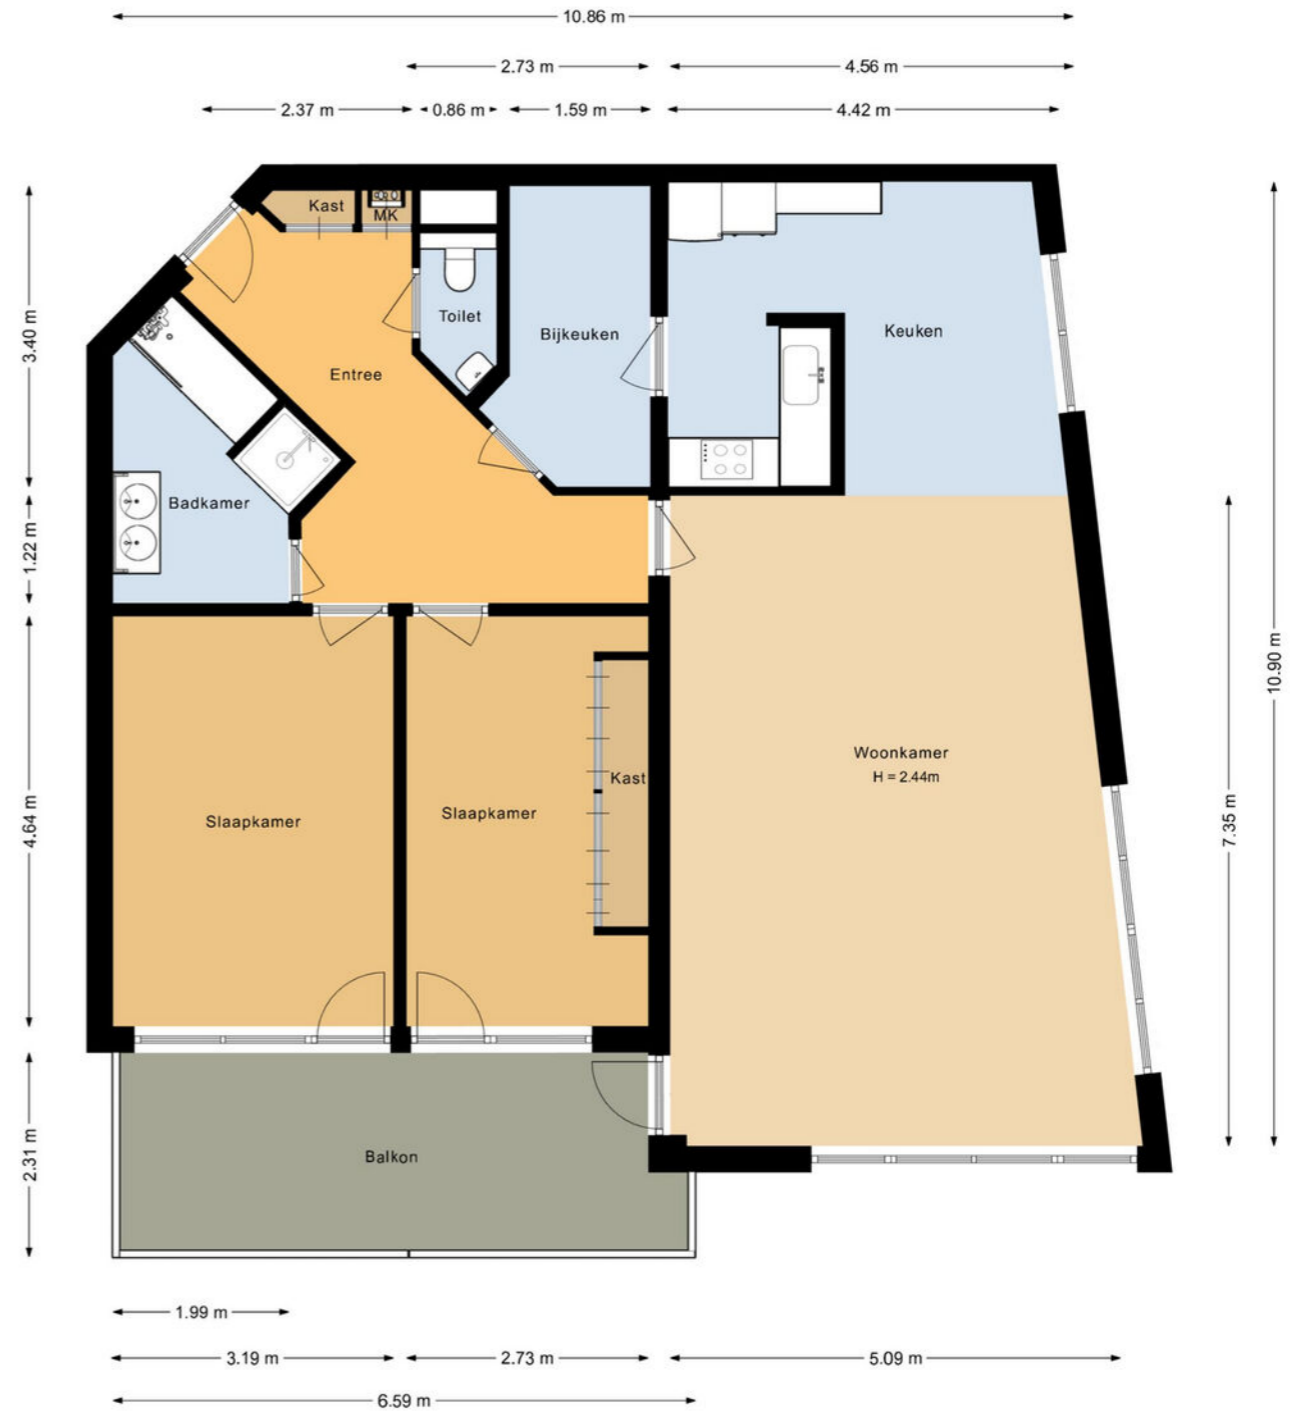 10.86 m
2.73 m
4.56 m
2.37 m
0.86 m
1.59 m
4.42 m
Kast
MK
Toilet
Bijkeuken
Keuken
3.40 m
Entree
Badkamer
1.22 m
10.90 m
Woonkamer
H = 2.44m
Kast
Slaapkamer
Slaapkamer
4.64 m
7.35 m
Balkon
2.31 m
1.99 m
3.19 m
2.73 m
5.09 m
6.59 m